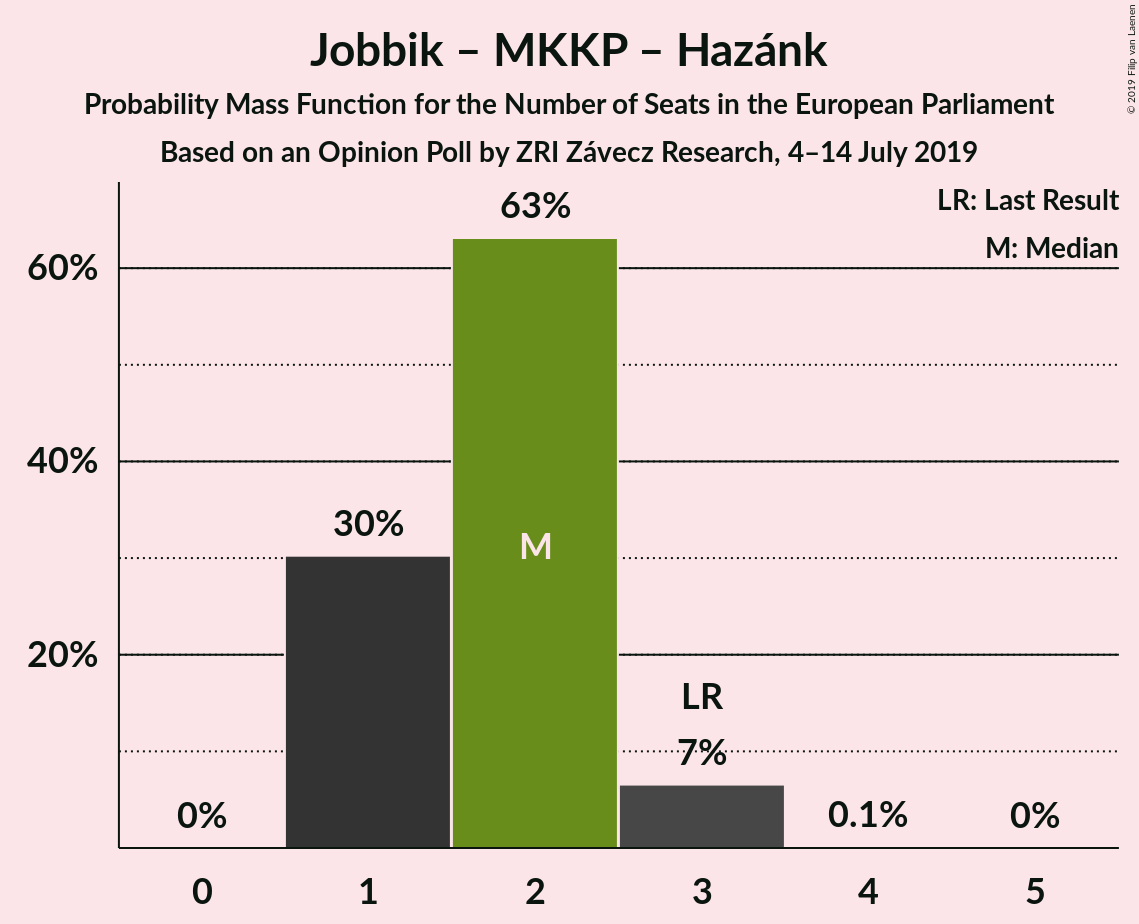 Jobbik – MKKP – Hazánk
Probability Mass Function for the Number of Seats in the European Parliament
Based on an Opinion Poll by ZRI Závecz Research, 4–14 July 2019
© 2019 Filip van Laenen
LR: Last Result
M: Median
63%
60%
40%
30%
M
20%
LR
7%
0%
0.1%
0%
0 1 2 3 4 5